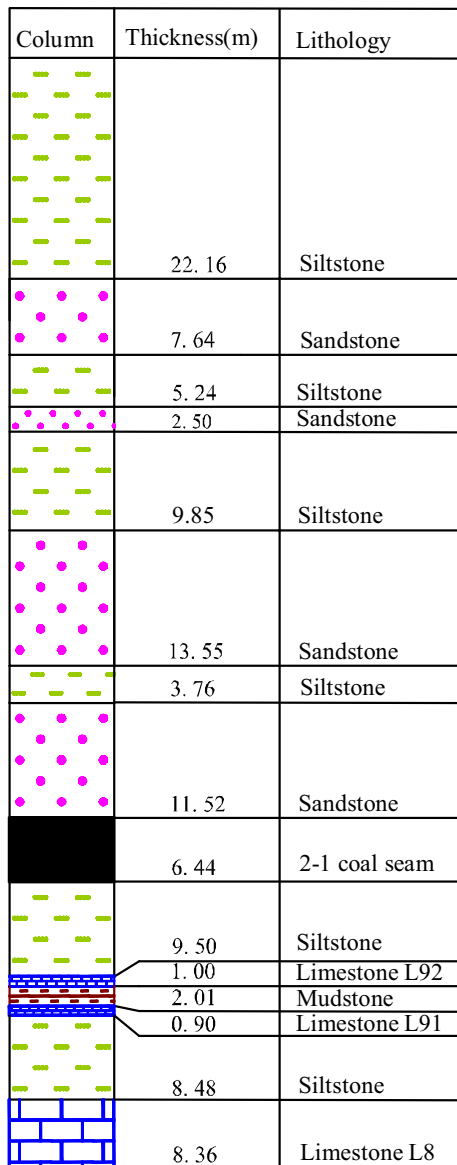 Column Thickness(m) Lithology
22.16 Siltstone
7.64 Sandstone
5.24 Siltstone
2.50 Sandstone
9.85 Siltstone
13.55 Sandstone
3.76 Siltstone
11.52 Sandstone
6.44 2-1 coal seam
9.50 Siltstone
1.00 Limestone L92
2.01 Mudstone
0.90 Limestone L91
8.48 Siltstone
8.36 Limestone L8